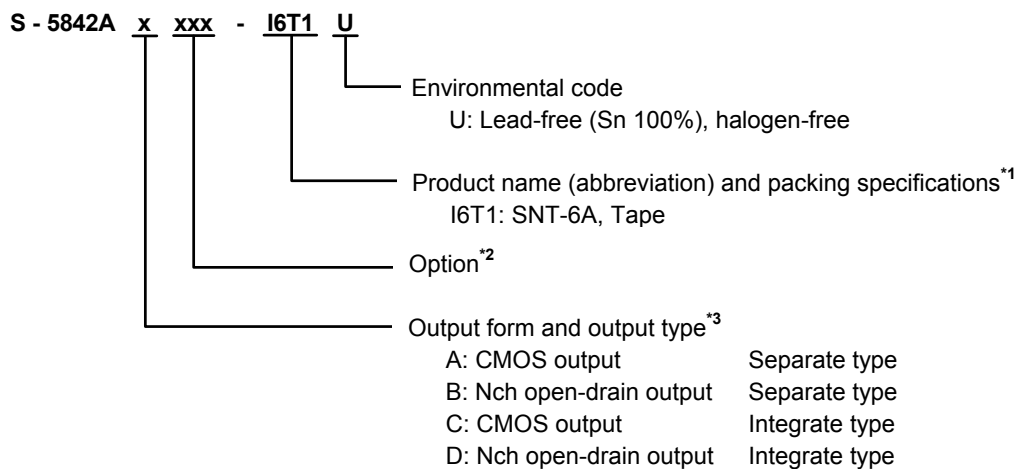 S - 5842A x xxx - I6T1 U
Environmental code
U: Lead-free (Sn 100%), halogen-free
Product name (abbreviation) and packing specifications*1
I6T1: SNT-6A, Tape
Option*2
Output form and output type*3
A: CMOS output Separate type
B: Nch open-drain output Separate type
C: CMOS output Integrate type
D: Nch open-drain output Integrate type